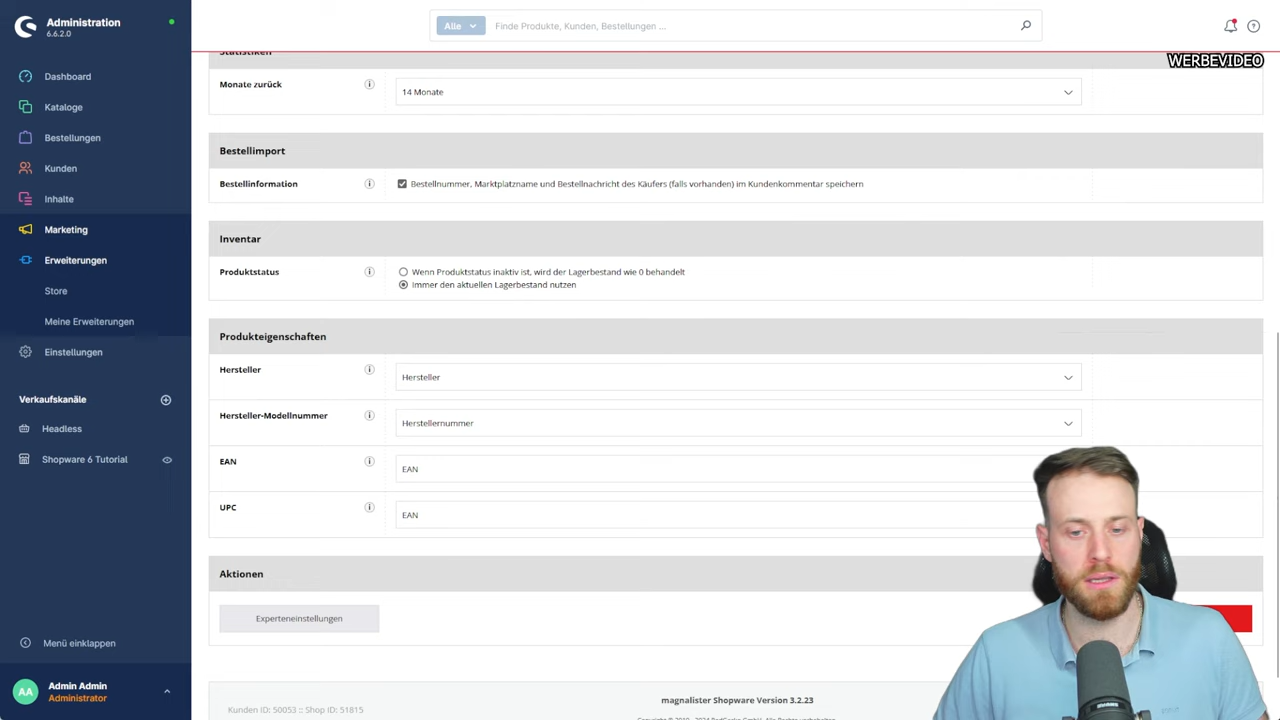 Administration
6.6.2.0
Alle
Finde Produkte, Kunden, Bestellungen ...
WERBEVIDEO
Dashboard
Kataloge
Bestellungen
Kunden
Inhalte
Marketing
Erweiterungen
Store
Meine Erweiterungen
Einstellungen
Verkaufskanäle
Headless
Shopware 6 Tutorial
Menü einklappen
AA
Admin Admin
Administrator
Statistiken
Monate zurück
14 Monate
Bestellimport
Bestellinformation
Bestellnummer, Marktplatzname und Bestellnachricht des Käufers (falls vorhanden) im Kundenkommentar speichern
Inventar
Produktstatus
Wenn Produktstatus inaktiv ist, wird der Lagerbestand wie 0 behandelt
Immer den aktuellen Lagerbestand nutzen
Produkteigenschaften
Hersteller
Hersteller
Hersteller-Modellnummer
Herstellernummer
EAN
EAN
UPC
EAN
Aktionen
Experteneinstellungen
Kunden ID: 50053 :: Shop ID: 51815
magnalister Shopware Version 3.2.23